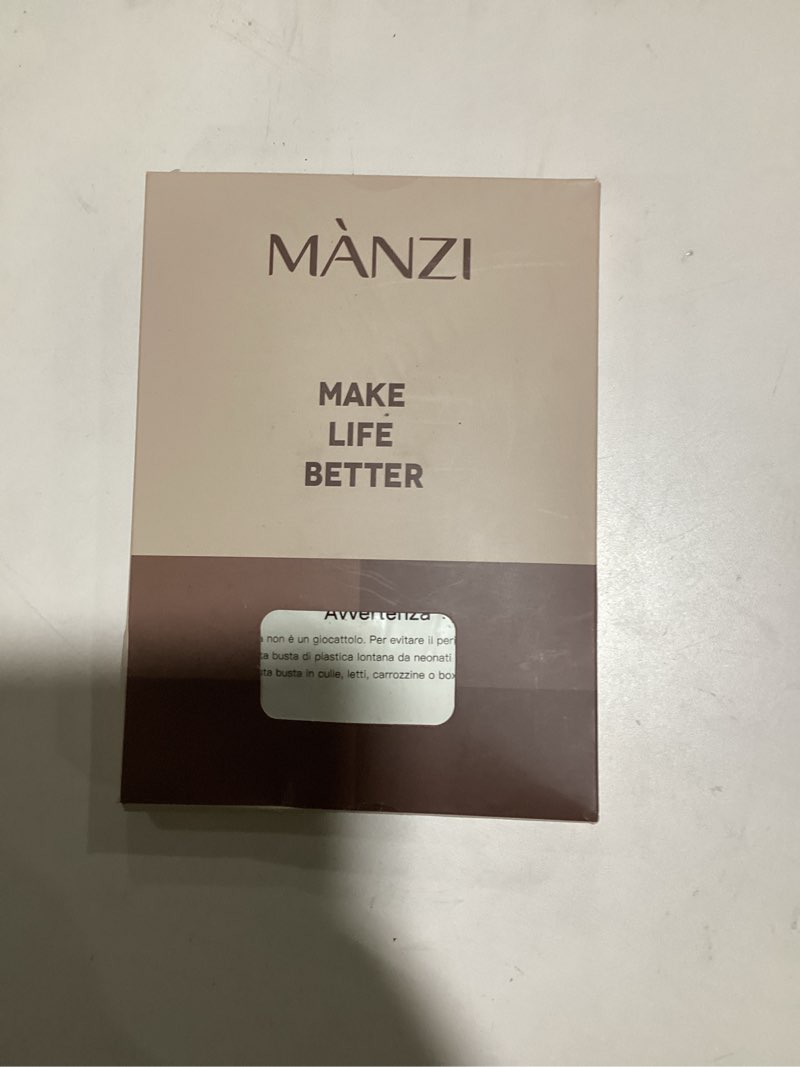 MÀNZI
MAKE
LIFE
BETTER
Avvertenza
non è un giocattolo. Per evitare il
busta di plastica lontana da neonati
busta in culle, letti, carrozzine o